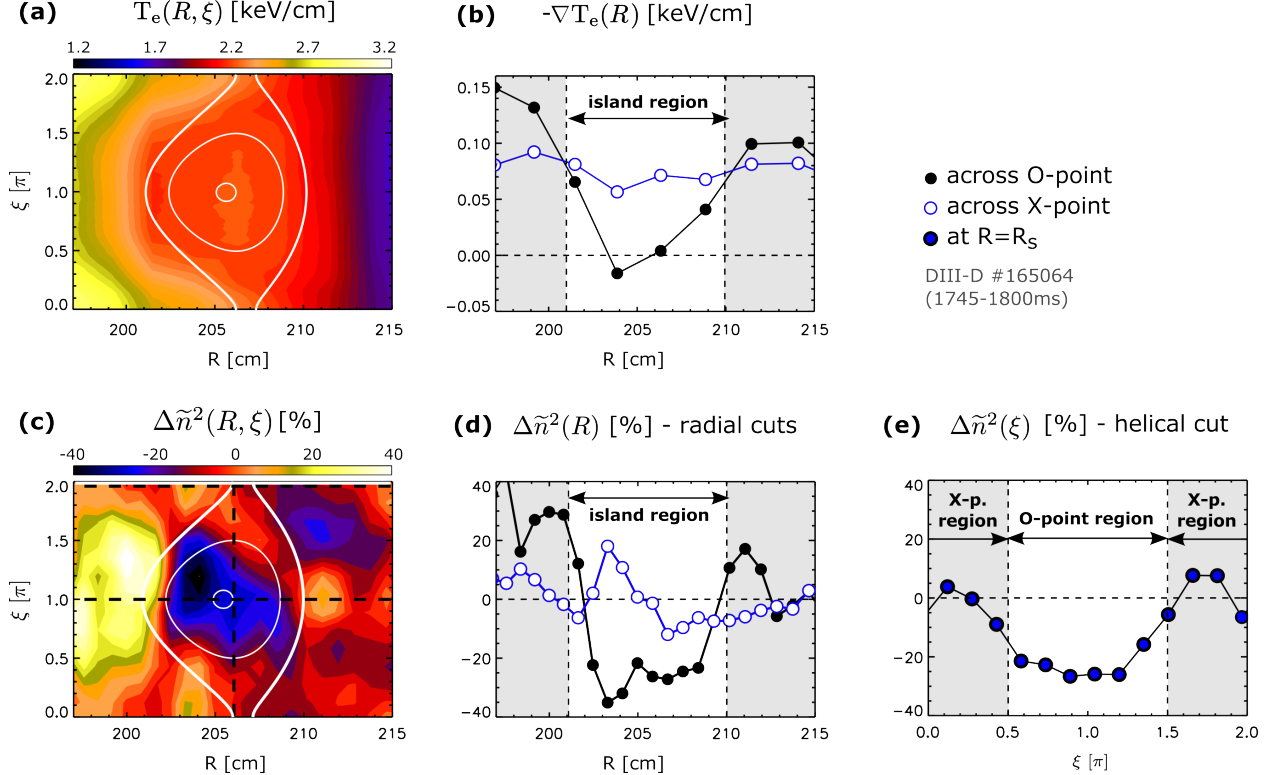 (a) Tₑ(R, ξ) [keV/cm]
1.2 1.7 2.2 2.7 3.2
2.0
1.5
1.0
0.5
0.0
ξ [π]
200 205 210 215
R [cm]
(b) -∇Tₑ(R) [keV/cm]
0.15
0.10
0.05
0.00
−0.05
island region
200 205 210 215
R [cm]
across O-point
across X-point
at R=R_S
DIII-D #165064
(1745-1800ms)
(c) Δñ²(R, ξ) [%]
-40 -20 0 20 40
2.0
1.5
1.0
0.5
0.0
ξ [π]
200 205 210 215
R [cm]
(d) Δñ²(R) [%] - radial cuts
40
20
0
−20
−40
island region
200 205 210 215
R [cm]
(e) Δñ²(ξ) [%] - helical cut
40
20
0
−20
−40
X-p.
region
O-point region
X-p.
region
0.0 0.5 1.0 1.5 2.0
ξ [π]